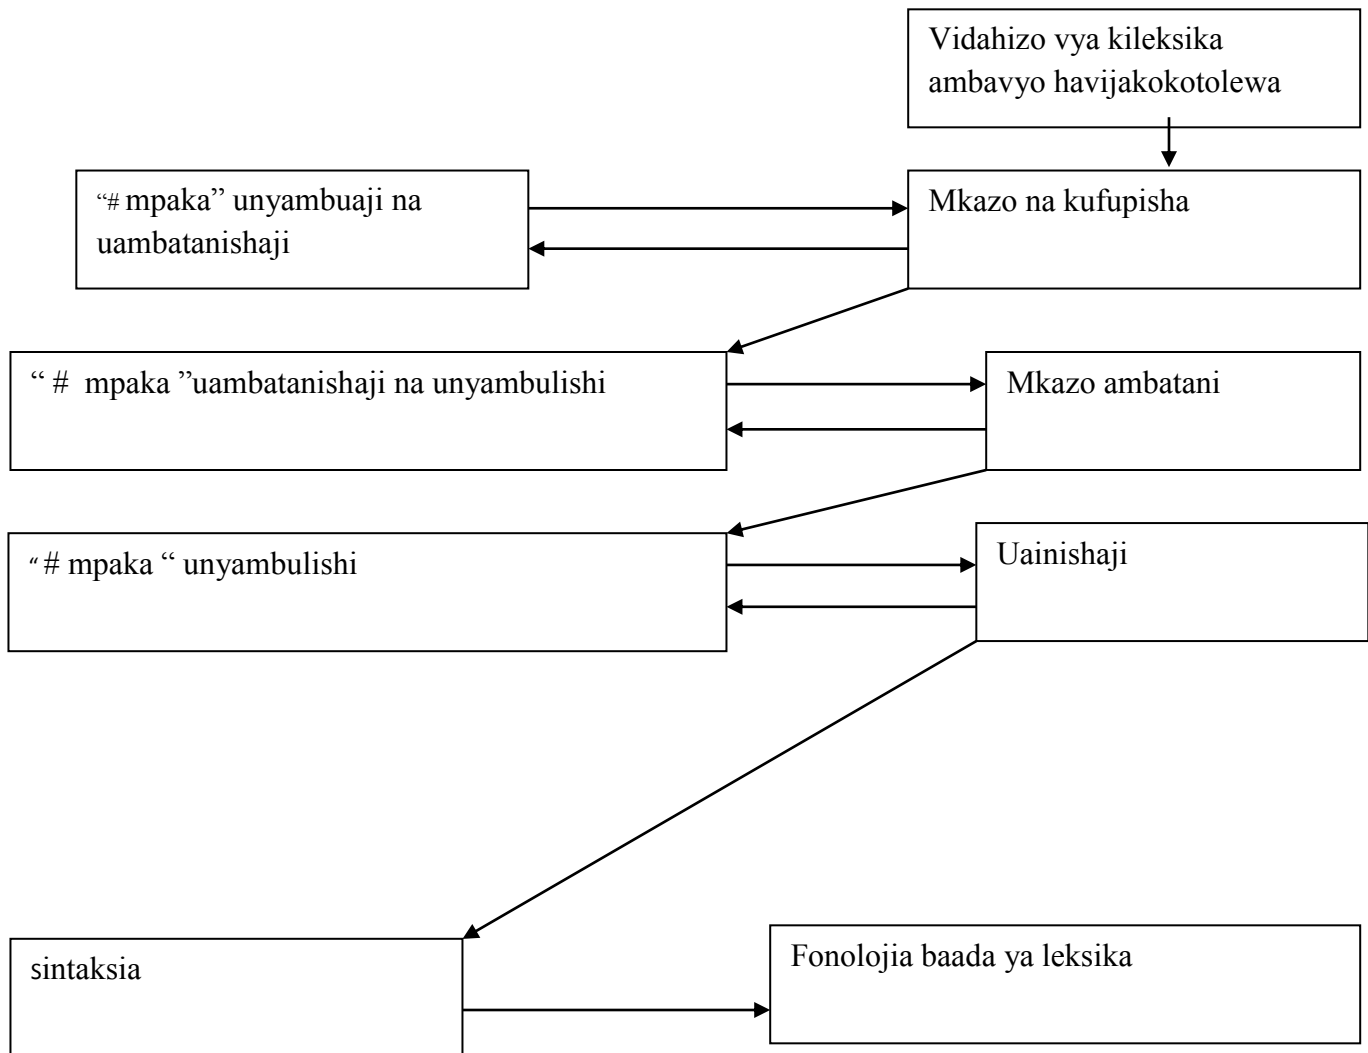 Vidahizo vya kileksika
ambavyo havijakokotolewa
“# mpaka” unyambuaji na
uambatanishaji
Mkazo na kufupisha
“ # mpaka ”uambatanishaji na unyambulishi
Mkazo ambatani
“ # mpaka “ unyambulishi
Uainishaji
sintaksia
Fonolojia baada ya leksika